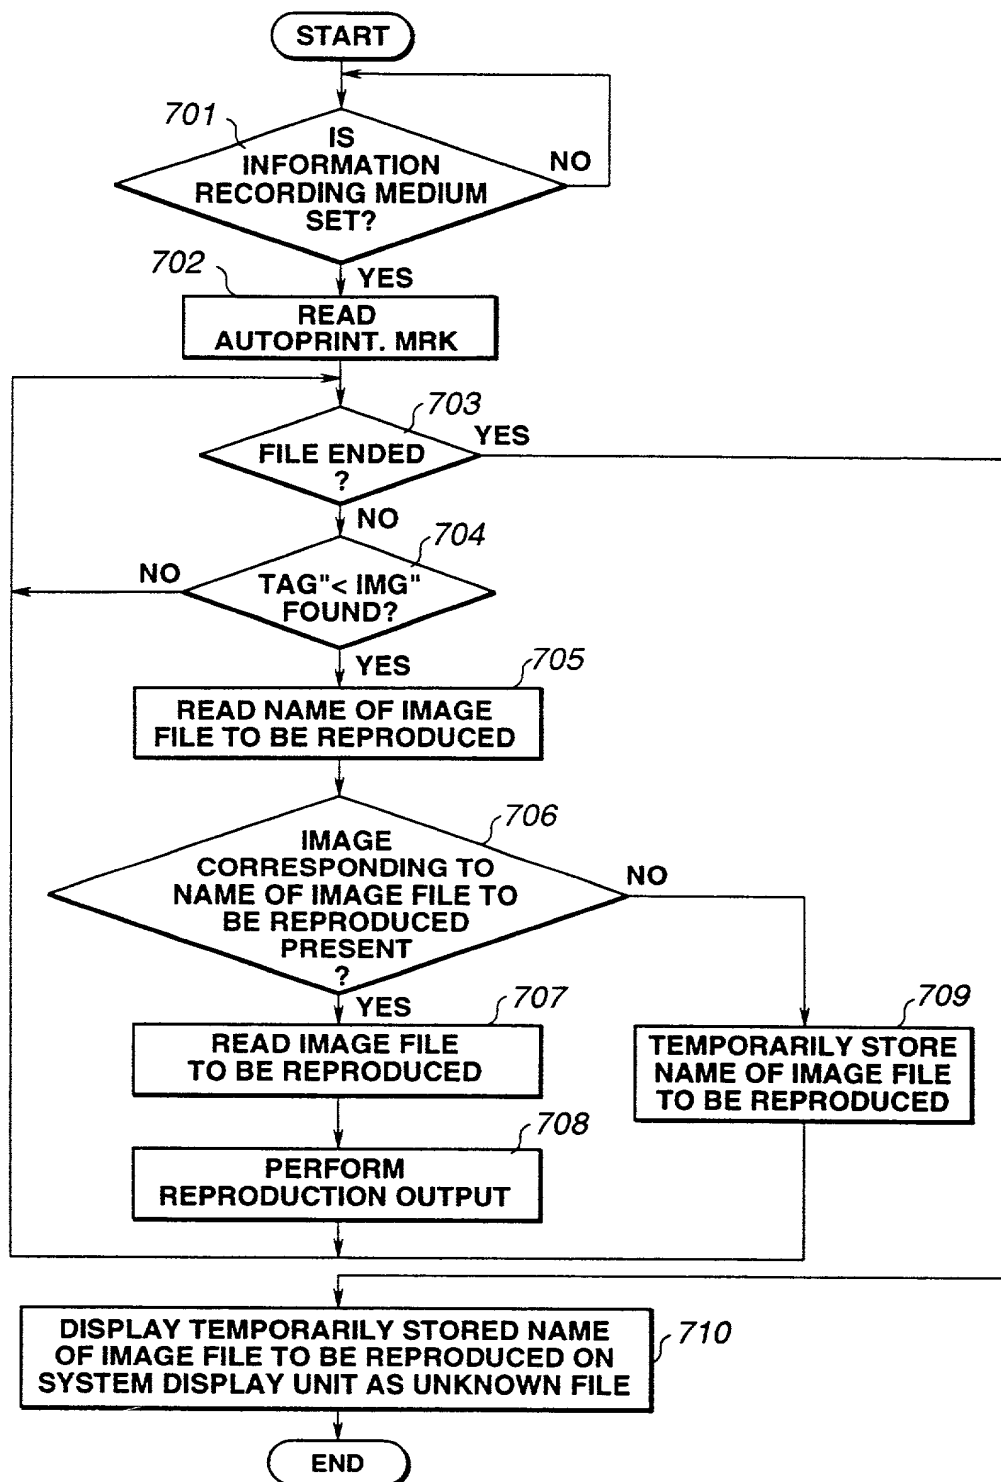 START
701
IS
INFORMATION
RECORDING MEDIUM
SET?
NO
YES
702
READ
AUTOPRINT. MRK
703
FILE ENDED
?
YES
NO
704
TAG"< IMG"
FOUND?
NO
YES
705
READ NAME OF IMAGE
FILE TO BE REPRODUCED
706
IMAGE
CORRESPONDING TO
NAME OF IMAGE FILE TO
BE REPRODUCED
PRESENT
?
NO
YES
707
READ IMAGE FILE
TO BE REPRODUCED
709
TEMPORARILY STORE
NAME OF IMAGE FILE
TO BE REPRODUCED
708
PERFORM
REPRODUCTION OUTPUT
710
DISPLAY TEMPORARILY STORED NAME
OF IMAGE FILE TO BE REPRODUCED ON
SYSTEM DISPLAY UNIT AS UNKNOWN FILE
END